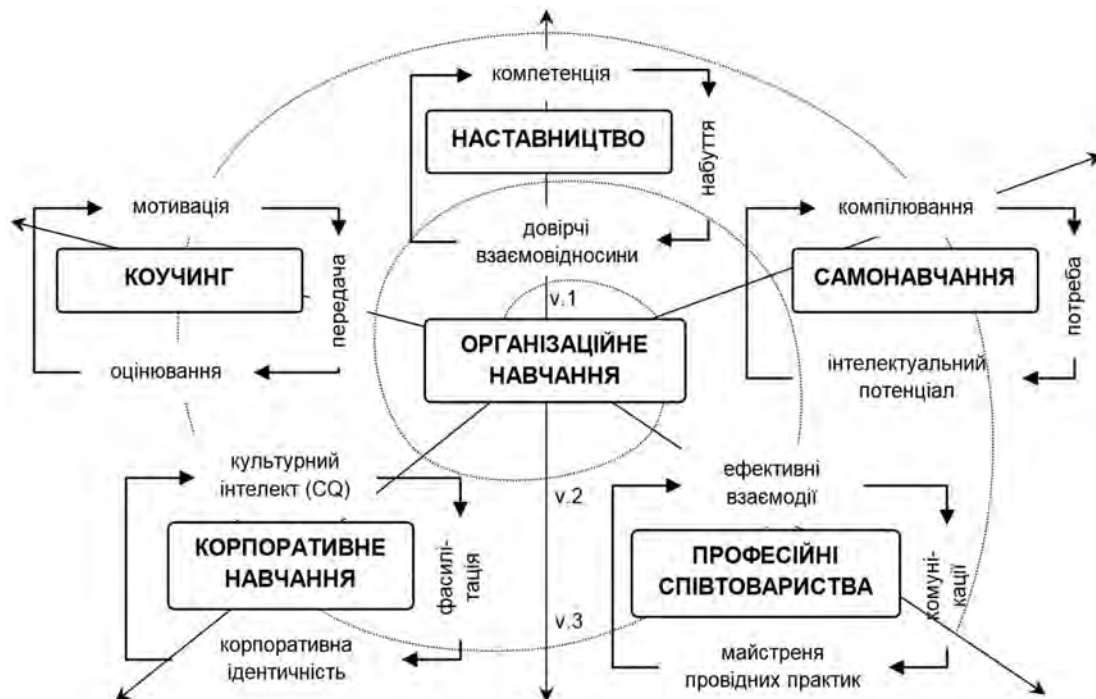 компетенція
НАСТАВНИЦТВО
набуття
довірчі
взаємовідносини
мотивація
КОУЧИНГ
передача
оцінювання
компілювання
САМОНАВЧАННЯ
потреба
інтелектуальний
потенціал
v.1
ОРГАНІЗАЦІЙНЕ
НАВЧАННЯ
v.2
v.3
культурний
інтелект (CQ)
КОРПОРАТИВНЕ
НАВЧАННЯ
фасилі-
тація
корпоративна
ідентичність
ефективні
взаємодії
ПРОФЕСІЙНІ
СПІВТОВАРИСТВА
комуні-
кації
майстреня
провідних практик